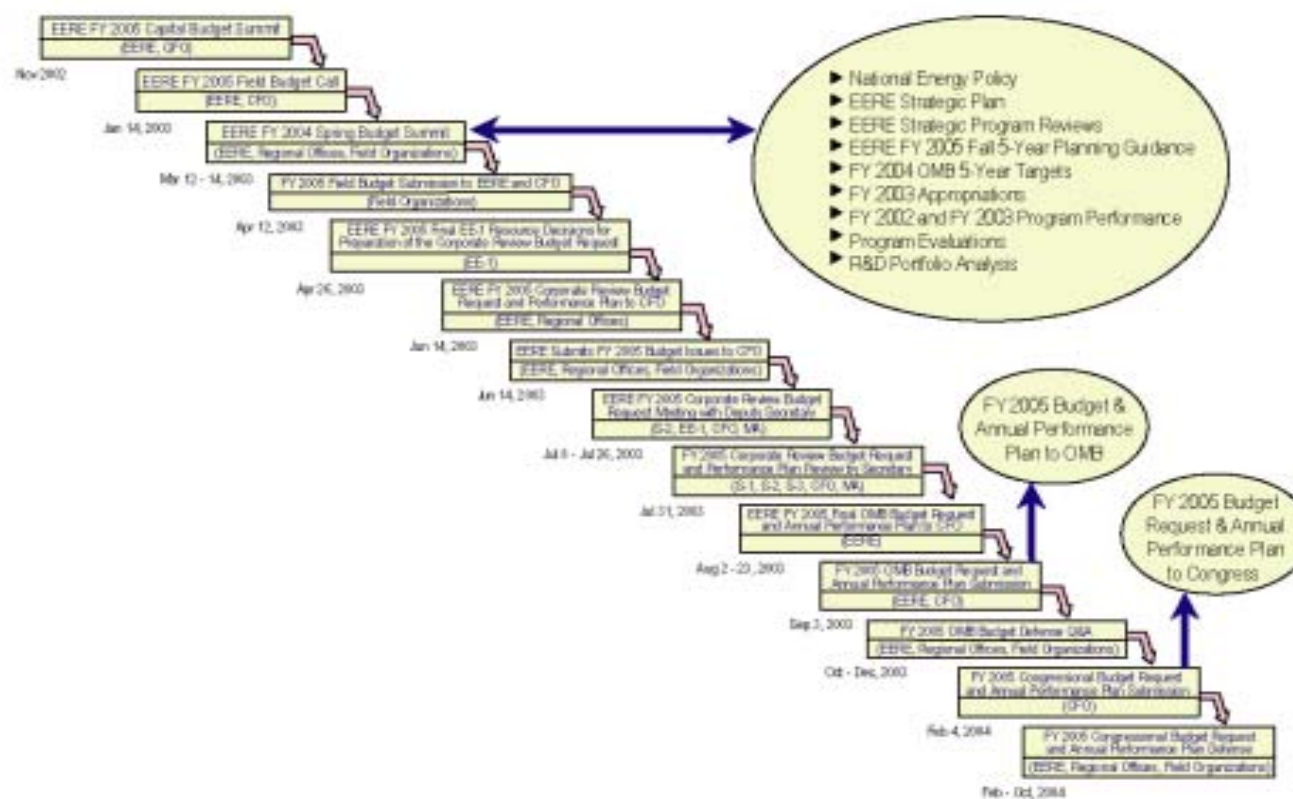 EERE FY 2005 Capital Budget Summit
(EERE, CFO)
Nov 2002
EERE FY 2005 Field Budget Call
(EERE, CFO)
Jan 14, 2003
EERE FY 2004 Spring Budget Summit
(EERE, Regional Offices, Field Organizations)
Mar 12 - 14, 2003
FY 2005 Field Budget Submission to EERE and CFO
(Field Organizations)
Apr 12, 2003
EERE FY 2005 Final EE-1 Resource Decisions for
Preparation of the Corporate Review Budget Request
(EE-1)
Apr 26, 2003
EERE FY 2005 Corporate Review Budget
Request and Performance Plan to CFO
(EERE, Regional Offices)
Jun 14, 2003
EERE Submits FY 2005 Budget Issues to CFO
(EERE, Regional Offices, Field Organizations)
Jun 14, 2003
EERE FY 2005 Corporate Review Budget
Request Meeting with Deputy Secretary
(S-2, EE-1, CFO, MA)
Jul 8 - Jul 26, 2003
FY 2005 Corporate Review Budget Request
and Performance Plan Review by Secretary
(S-1, S-2, S-3, CFO, MA)
Jul 31, 2003
EERE FY 2005 Final OMB Budget Request
and Annual Performance Plan to CFO
(EERE)
Aug 2 - 23, 2003
FY 2005 OMB Budget Request and
Annual Performance Plan Submission
(EERE, CFO)
Sep 3, 2003
FY 2005 OMB Budget Defense Q&A
(EERE, Regional Offices, Field Organizations)
Oct - Dec, 2003
FY 2005 Congressional Budget Request
and Annual Performance Plan Submission
(CFO)
Feb 4, 2004
FY 2005 Congressional Budget Request
and Annual Performance Plan Defense
(EERE, Regional Offices, Field Organizations)
Feb - Oct, 2004
► National Energy Policy
► EERE Strategic Plan
► EERE Strategic Program Reviews
► EERE FY 2005 Fall 5-Year Planning Guidance
► FY 2004 OMB 5-Year Targets
► FY 2003 Appropriations
► FY 2002 and FY 2003 Program Performance
► Program Evaluations
► R&D Portfolio Analysis
FY 2005 Budget &
Annual Performance
Plan to OMB
FY 2005 Budget
Request & Annual
Performance Plan
to Congress